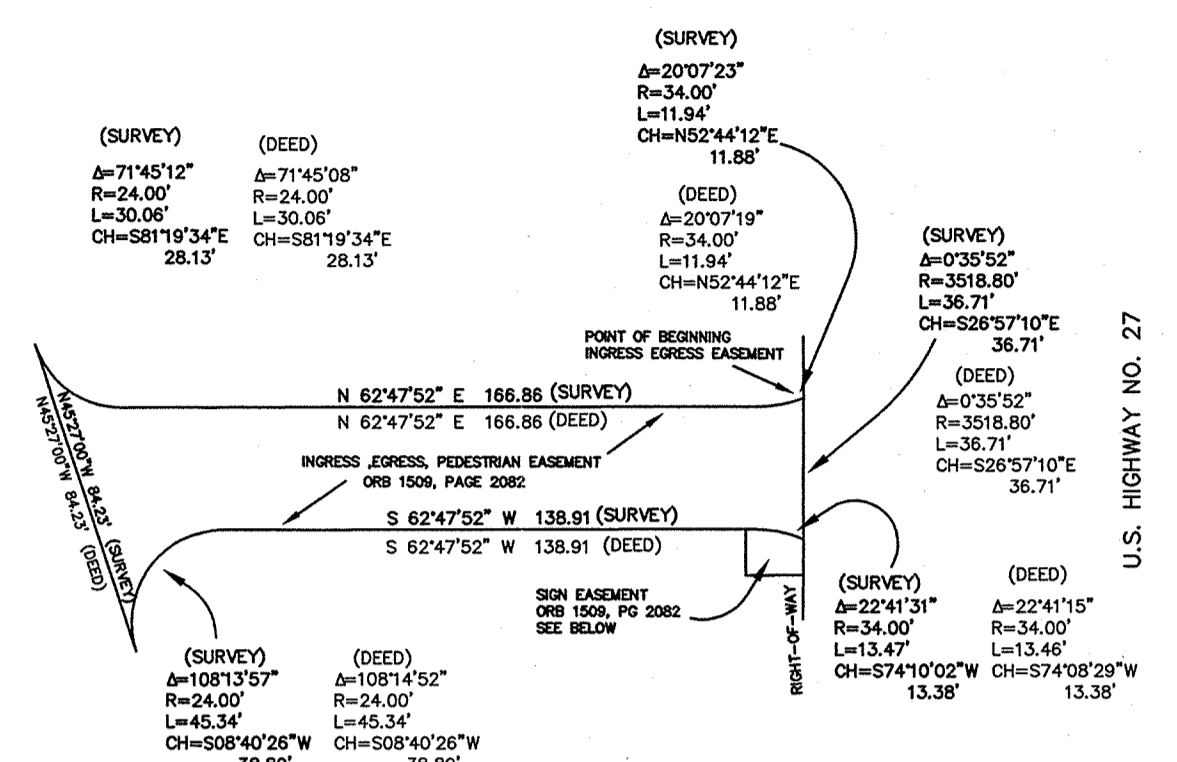 (SURVEY)
Δ=20°07'23"
R=34.00'
L=11.94'
CH=N52°44'12"E
11.88'
(SURVEY)
Δ=71°45'12"
R=24.00'
L=30.06'
CH=S81°19'34"E
28.13'
(DEED)
Δ=71°45'08"
R=24.00'
L=30.06'
CH=S81°19'34"E
28.13'
(DEED)
Δ=20°07'19"
R=34.00'
L=11.94'
CH=N52°44'12"E
11.88'
(SURVEY)
Δ=0°35'52"
R=3518.80'
L=36.71'
CH=S26°57'10"E
36.71'
(DEED)
Δ=0°35'52"
R=3518.80'
L=36.71'
CH=S26°57'10"E
36.71'
U.S. HIGHWAY NO. 27
POINT OF BEGINNING
INGRESS EGRESS EASEMENT
N 62°47'52" E 166.86 (SURVEY)
N 62°47'52" E 166.86 (DEED)
N45°27'00"W 84.23' (SURVEY)
N45°27'00"W 84.23' (DEED)
INGRESS ,EGRESS, PEDESTRIAN EASEMENT
ORB 1509, PAGE 2082
S 62°47'52" W 138.91 (SURVEY)
S 62°47'52" W 138.91 (DEED)
SIGN EASEMENT
ORB 1509, PG 2082
SEE BELOW
RIGHT-OF-WAY
(SURVEY)
Δ=22°41'31"
R=34.00'
L=13.47'
CH=S74°10'02"W
13.38'
(DEED)
Δ=22°41'15"
R=34.00'
L=13.46'
CH=S74°08'29"W
13.38'
(SURVEY)
Δ=108°13'57"
R=24.00'
L=45.34'
CH=S08°40'26"W
38.89'
(DEED)
Δ=108°14'52"
R=24.00'
L=45.34'
CH=S08°40'26"W